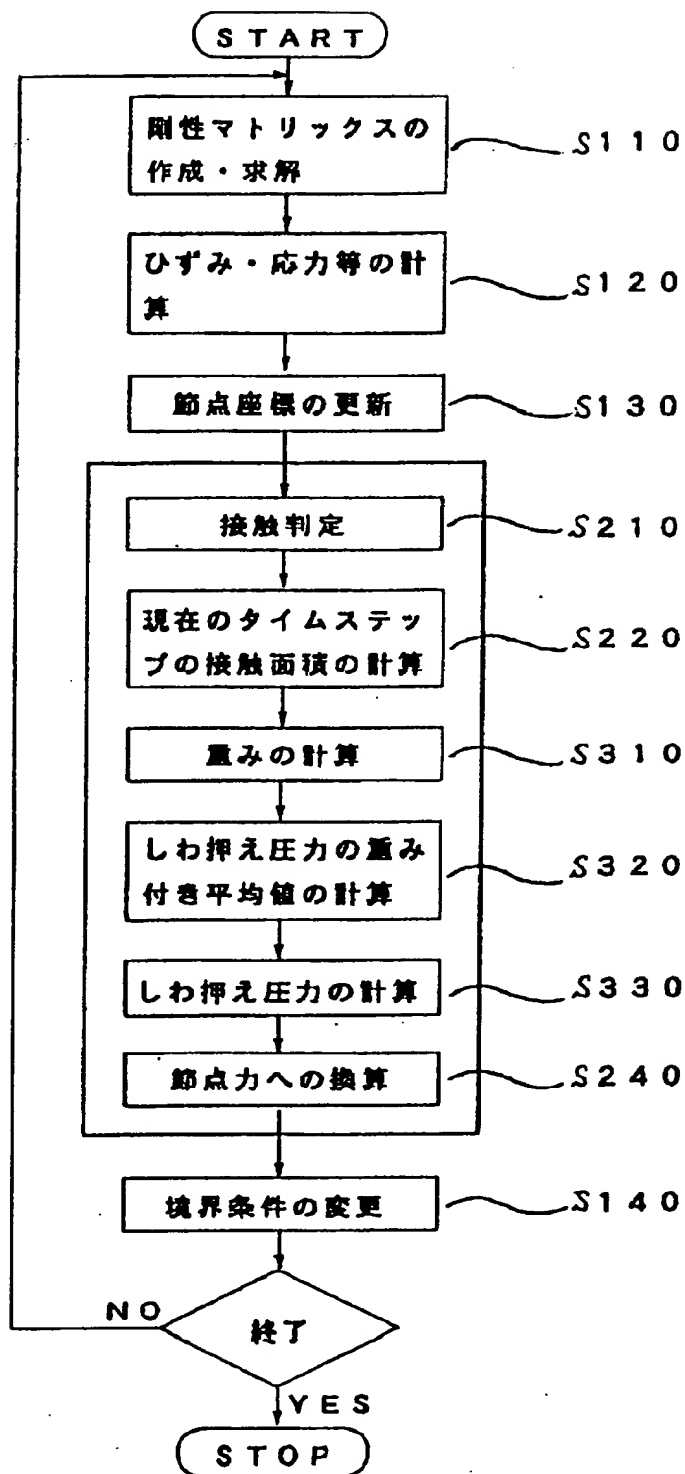 START
剛性マトリックスの
作成・求解
S110
ひずみ・応力等の計
算
S120
節点座標の更新
S130
接触判定
S210
現在のタイムステッ
プの接触面積の計算
S220
重みの計算
S310
しわ押え圧力の重み
付き平均値の計算
S320
しわ押え圧力の計算
S330
節点力への換算
S240
境界条件の変更
S140
終了
NO
YES
STOP